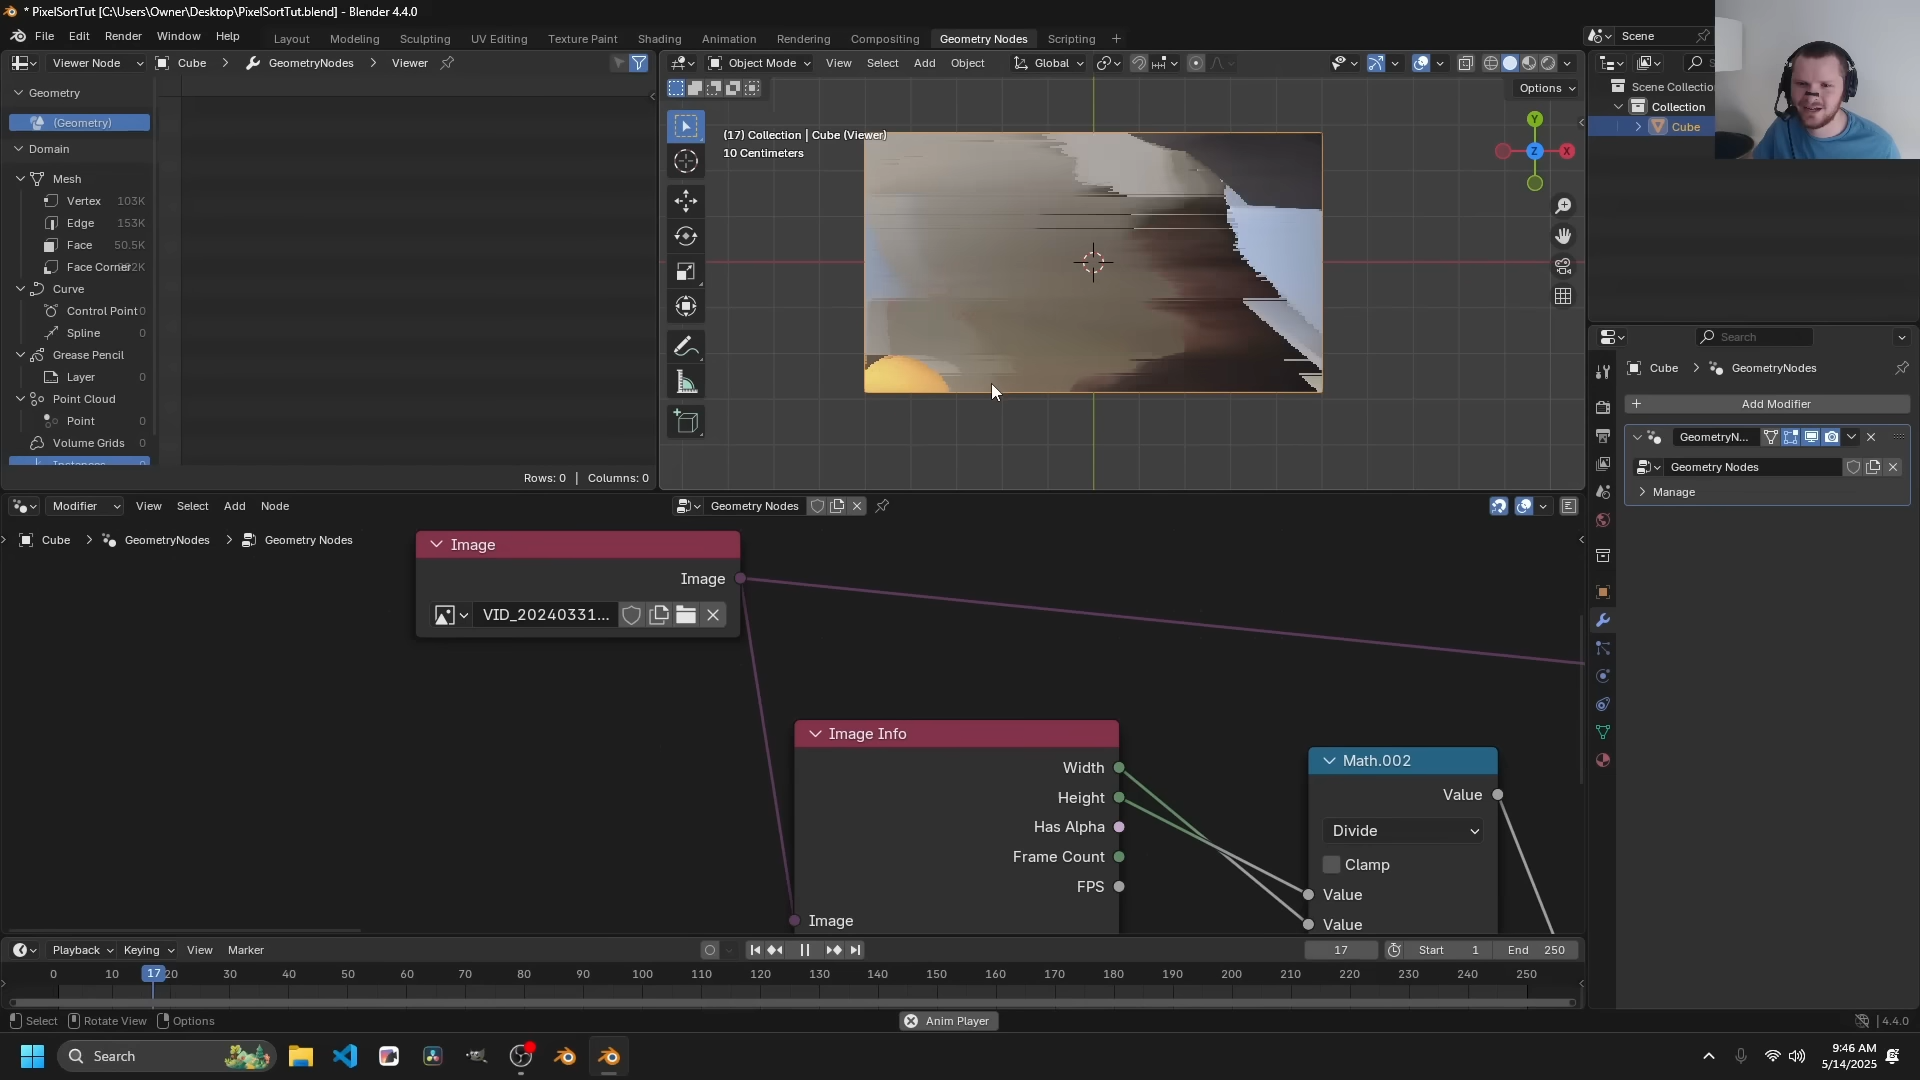 * PixelSortTut [C:\Users\Owner\Desktop\PixelSortTut.blend] - Blender 4.4.0
File Edit Render Window Help
Layout Modeling Sculpting UV Editing Texture Paint Shading Animation Rendering Compositing Geometry Nodes Scripting +
Scene
Viewer Node Cube GeometryNodes Viewer
Object Mode View Select Add Object Global
Options
Geometry
(Geometry)
Domain
Mesh
Vertex 103K
Edge 153K
Face 50.5K
Face Corner
Curve
Control Point 0
Spline 0
Grease Pencil
Layer 0
Point Cloud
Point 0
Volume Grids 0
Instances 0
Rows: 0 | Columns: 0
(17) Collection | Cube (Viewer)
10 Centimeters
Y
Z
X
Scene Collectio
Collection
Cube
Search
Cube GeometryNodes
+ Add Modifier
GeometryN...
Geometry Nodes
Manage
Modifier View Select Add Node
Geometry Nodes
Cube GeometryNodes Geometry Nodes
Image
Image
VID_20240331...
Image Info
Width
Height
Has Alpha
Frame Count
FPS
Image
Math.002
Value
Divide
Clamp
Value
Value
Playback Keying View Marker
17 Start 1 End 250
0 10 17 20 30 40 50 60 70 80 90 100 110 120 130 140 150 160 170 180 190 200 210 220 230 240 250
Select Rotate View Options
Anim Player
4.4.0
Search
9:46 AM
5/14/2025